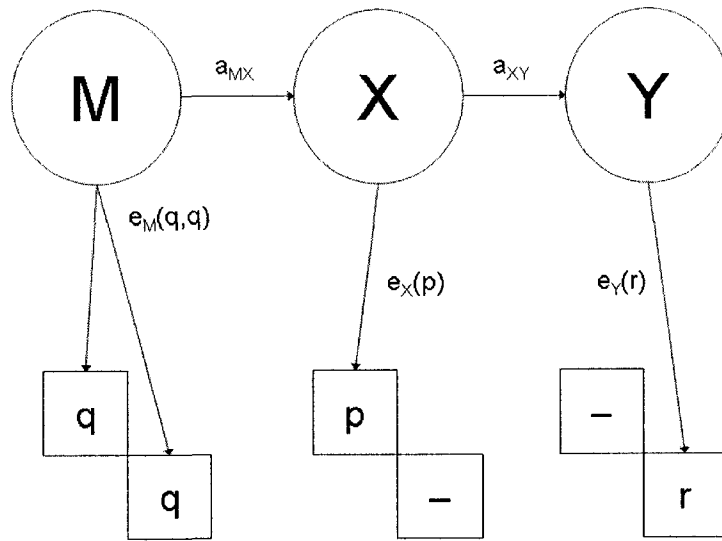 M a_MX X a_XY Y
e_M(q,q)
e_X(p) e_Y(r)
q p –
q – r